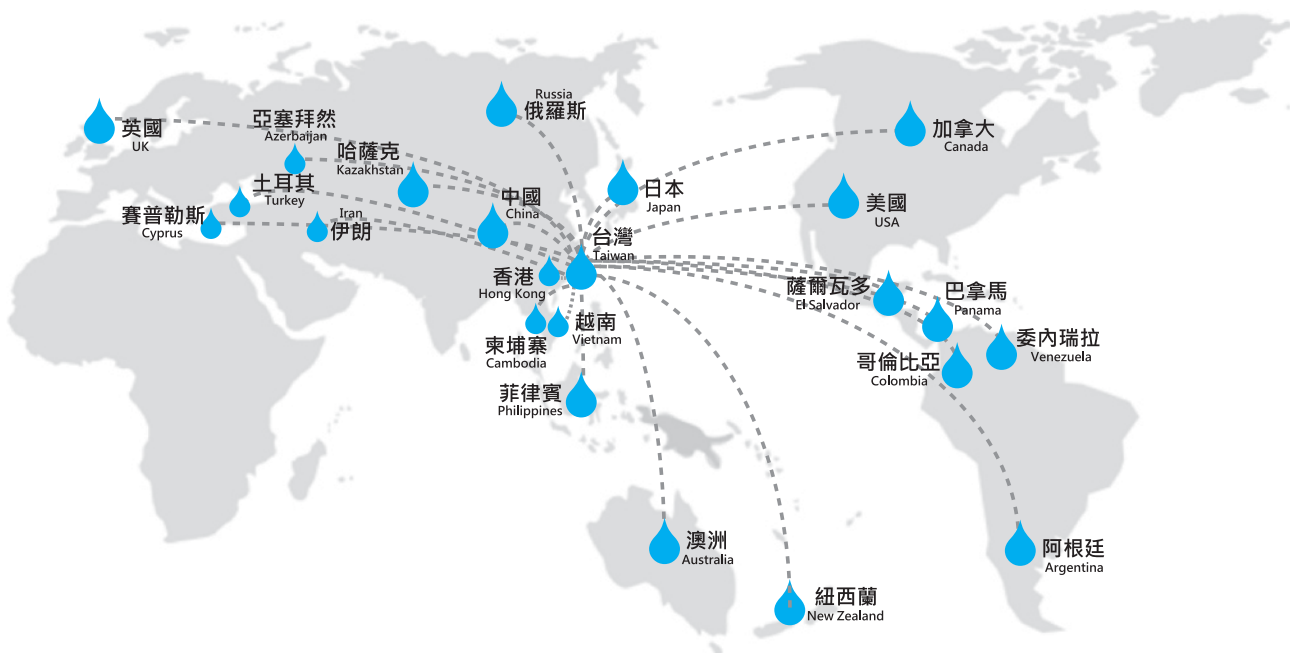 英國
UK
亞塞拜然
Azerbaijan
哈薩克
Kazakhstan
土耳其
Turkey
賽普勒斯
Cyprus
Iran
伊朗
Russia
俄羅斯
中國
China
日本
Japan
台灣
Taiwan
香港
Hong Kong
越南
Vietnam
柬埔寨
Cambodia
菲律賓
Philippines
加拿大
Canada
美國
USA
薩爾瓦多
El Salvador
巴拿馬
Panama
委內瑞拉
Venezuela
哥倫比亞
Colombia
澳洲
Australia
紐西蘭
New Zealand
阿根廷
Argentina